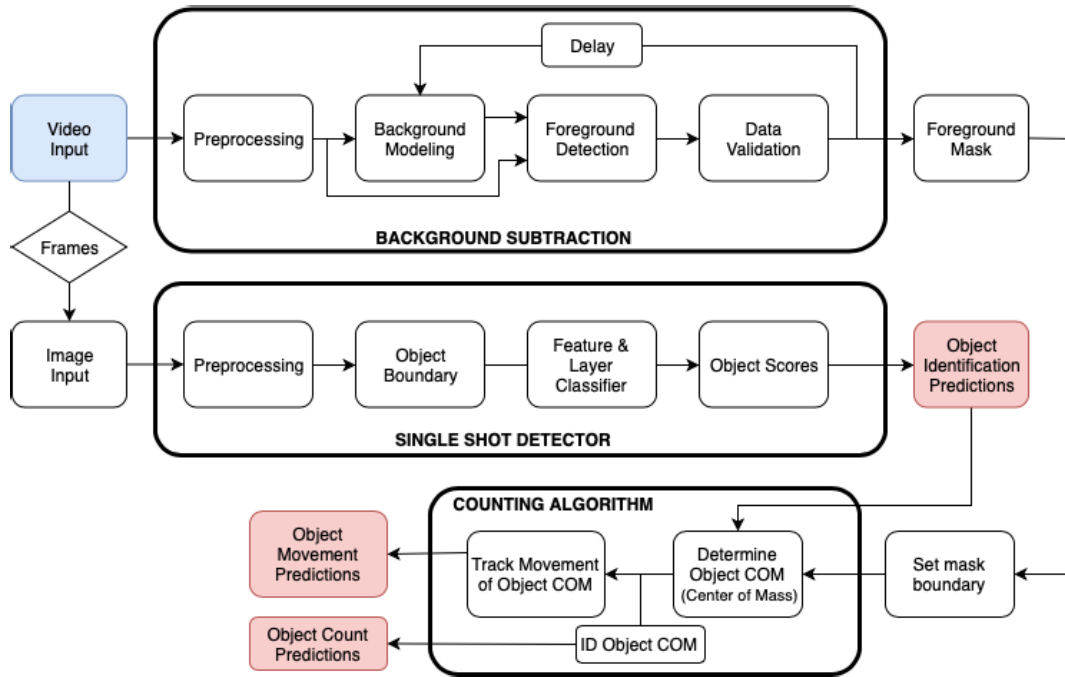 Delay
Video
Input
Preprocessing
Background
Modeling
Foreground
Detection
Data
Validation
Foreground
Mask
BACKGROUND SUBTRACTION
Frames
Image
Input
Preprocessing
Object
Boundary
Feature &
Layer
Classifier
Object Scores
Object
Identification
Predictions
SINGLE SHOT DETECTOR
COUNTING ALGORITHM
Object
Movement
Predictions
Track Movement
of Object COM
Determine
Object COM
(Center of Mass)
Set mask
boundary
Object Count
Predictions
ID Object COM